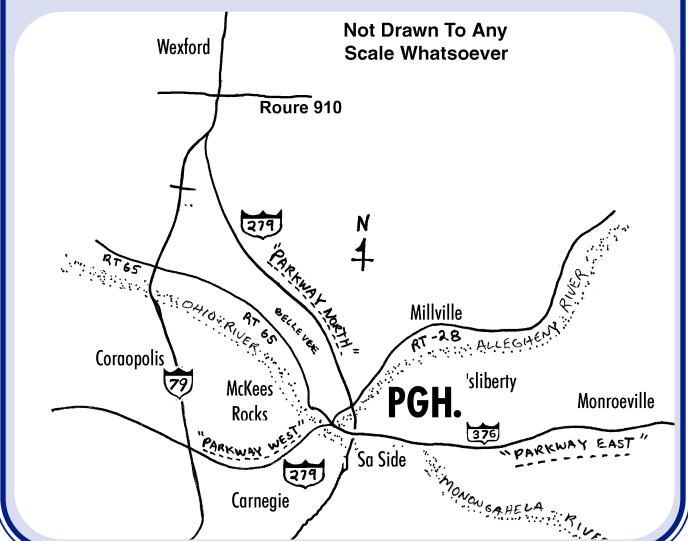 Not Drawn To Any
Scale Whatsoever
Wexford
Roure 910
279
N
"PARKWAY NORTH"
RT 65
OHIO RIVER
RT 65
BELLEVUE
Millville
RT-28
ALLEGHENY RIVER
Coraopolis
79
McKees
Rocks
PGH.
'sliberty
Monroeville
376
"PARKWAY WEST"
"PARKWAY EAST"
279
Sa Side
Carnegie
MONONGAHELA RIVER